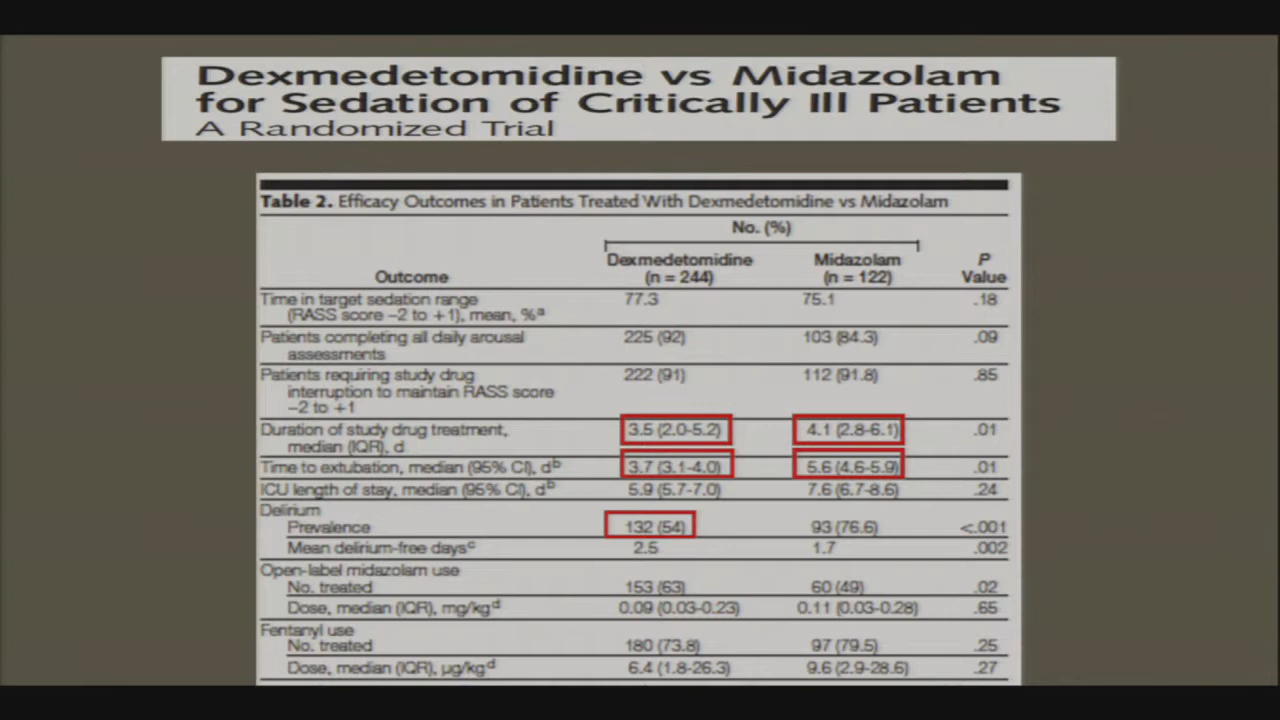 Dexmedetomidine vs Midazolam
for Sedation of Critically Ill Patients
A Randomized Trial
Table 2. Efficacy Outcomes in Patients Treated With Dexmedetomidine vs Midazolam
No. (%)
Outcome Dexmedetomidine (n = 244) Midazolam (n = 122) P Value
Time in target sedation range 77.3 75.1 .18
(RASS score −2 to +1), mean, %a
Patients completing all daily arousal 225 (92) 103 (84.3) .09
assessments
Patients requiring study drug 222 (91) 112 (91.8) .85
interruption to maintain RASS score
−2 to +1
Duration of study drug treatment, 3.5 (2.0-5.2) 4.1 (2.8-6.1) .01
median (IQR), d
Time to extubation, median (95% CI), db 3.7 (3.1-4.0) 5.6 (4.6-5.9) .01
ICU length of stay, median (95% CI), db 5.9 (5.7-7.0) 7.6 (6.7-8.6) .24
Delirium
Prevalence 132 (54) 93 (76.6) <.001
Mean delirium-free daysc 2.5 1.7 .002
Open-label midazolam use
No. treated 153 (63) 60 (49) .02
Dose, median (IQR), mg/kgd 0.09 (0.03-0.23) 0.11 (0.03-0.28) .65
Fentanyl use
No. treated 180 (73.8) 97 (79.5) .25
Dose, median (IQR), µg/kgd 6.4 (1.8-26.3) 9.6 (2.9-28.6) .27